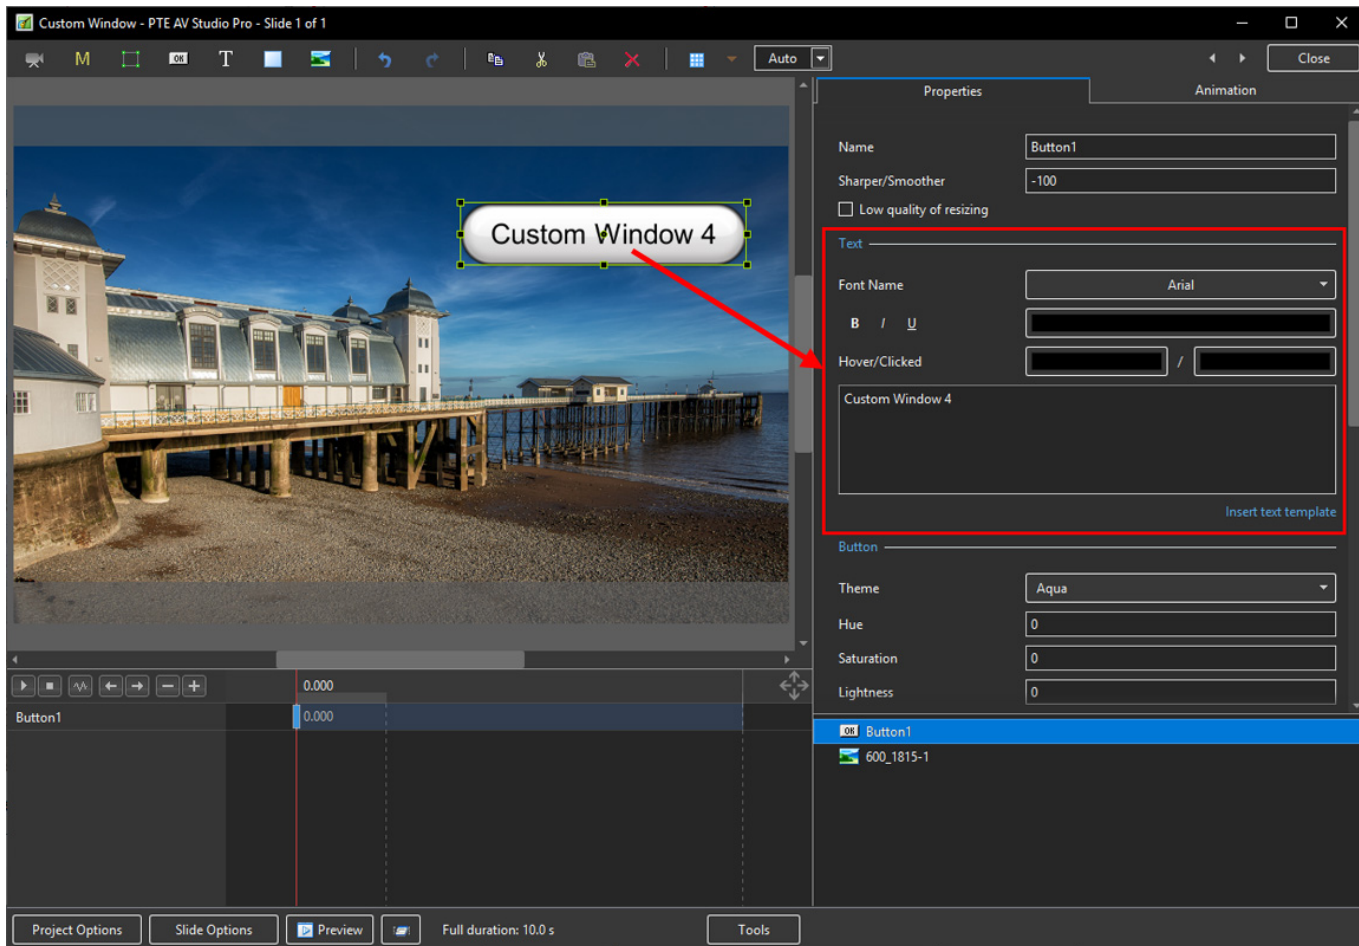 Custom Window - PTE AV Studio Pro - Slide 1 of 1
M OK T Auto Close
Properties Animation
Name Button1
Sharper/Smoother -100
Low quality of resizing
Custom Window 4
Text
Font Name Arial
B I U
Hover/Clicked /
Custom Window 4
Insert text template
Button
Theme Aqua
Hue 0
Saturation 0
Lightness 0
0.000
Button1 0.000
OK Button1
600_1815-1
Project Options Slide Options Preview Full duration: 10.0 s Tools